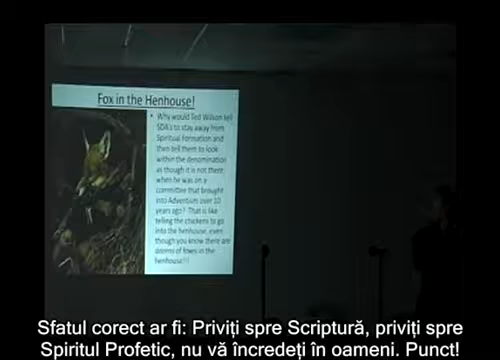 Fox in the Henhouse!
• Why would Ted Wilson tell
SDA's to stay away from
Spiritual Formation and
then tell them to look
within the denomination
as though it is not there,
when he was on a
committee that brought
into Adventism over 10
years ago? That is like
telling the chickens to go
into the henhouse, even
though you know there are
dozens of foxes in the
henhouse!!!
Sfatul corect ar fi: Priviți spre Scriptură, priviți spre
Spiritul Profetic, nu vă încredeți în oameni. Punct!